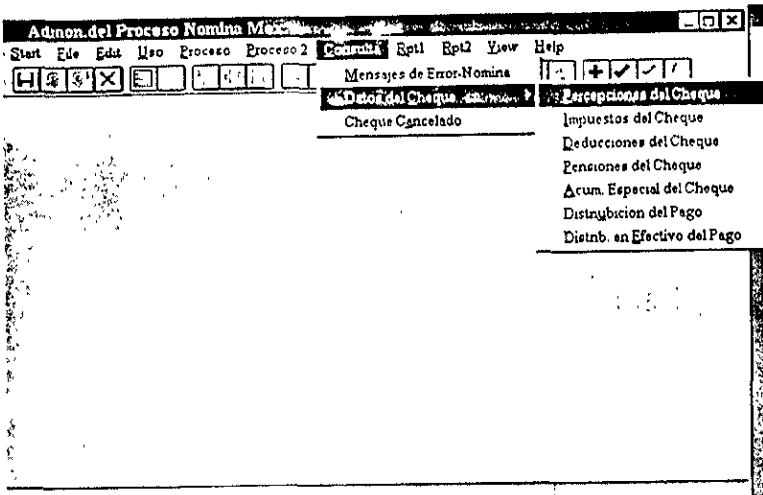 Admon.del Proceso Nomina
Start File Edit Uso Proceso Proceso 2 Consulta Rpt1 Rpt2 View Help
Mensajes de Error-Nomina
Datos del Cheque
Cheque Cancelado
Percepciones del Cheque
Impuestos del Cheque
Deducciones del Cheque
Pensiones del Cheque
Acum. Especial del Cheque
Distribicion del Pago
Distrib. en Efectivo del Pago